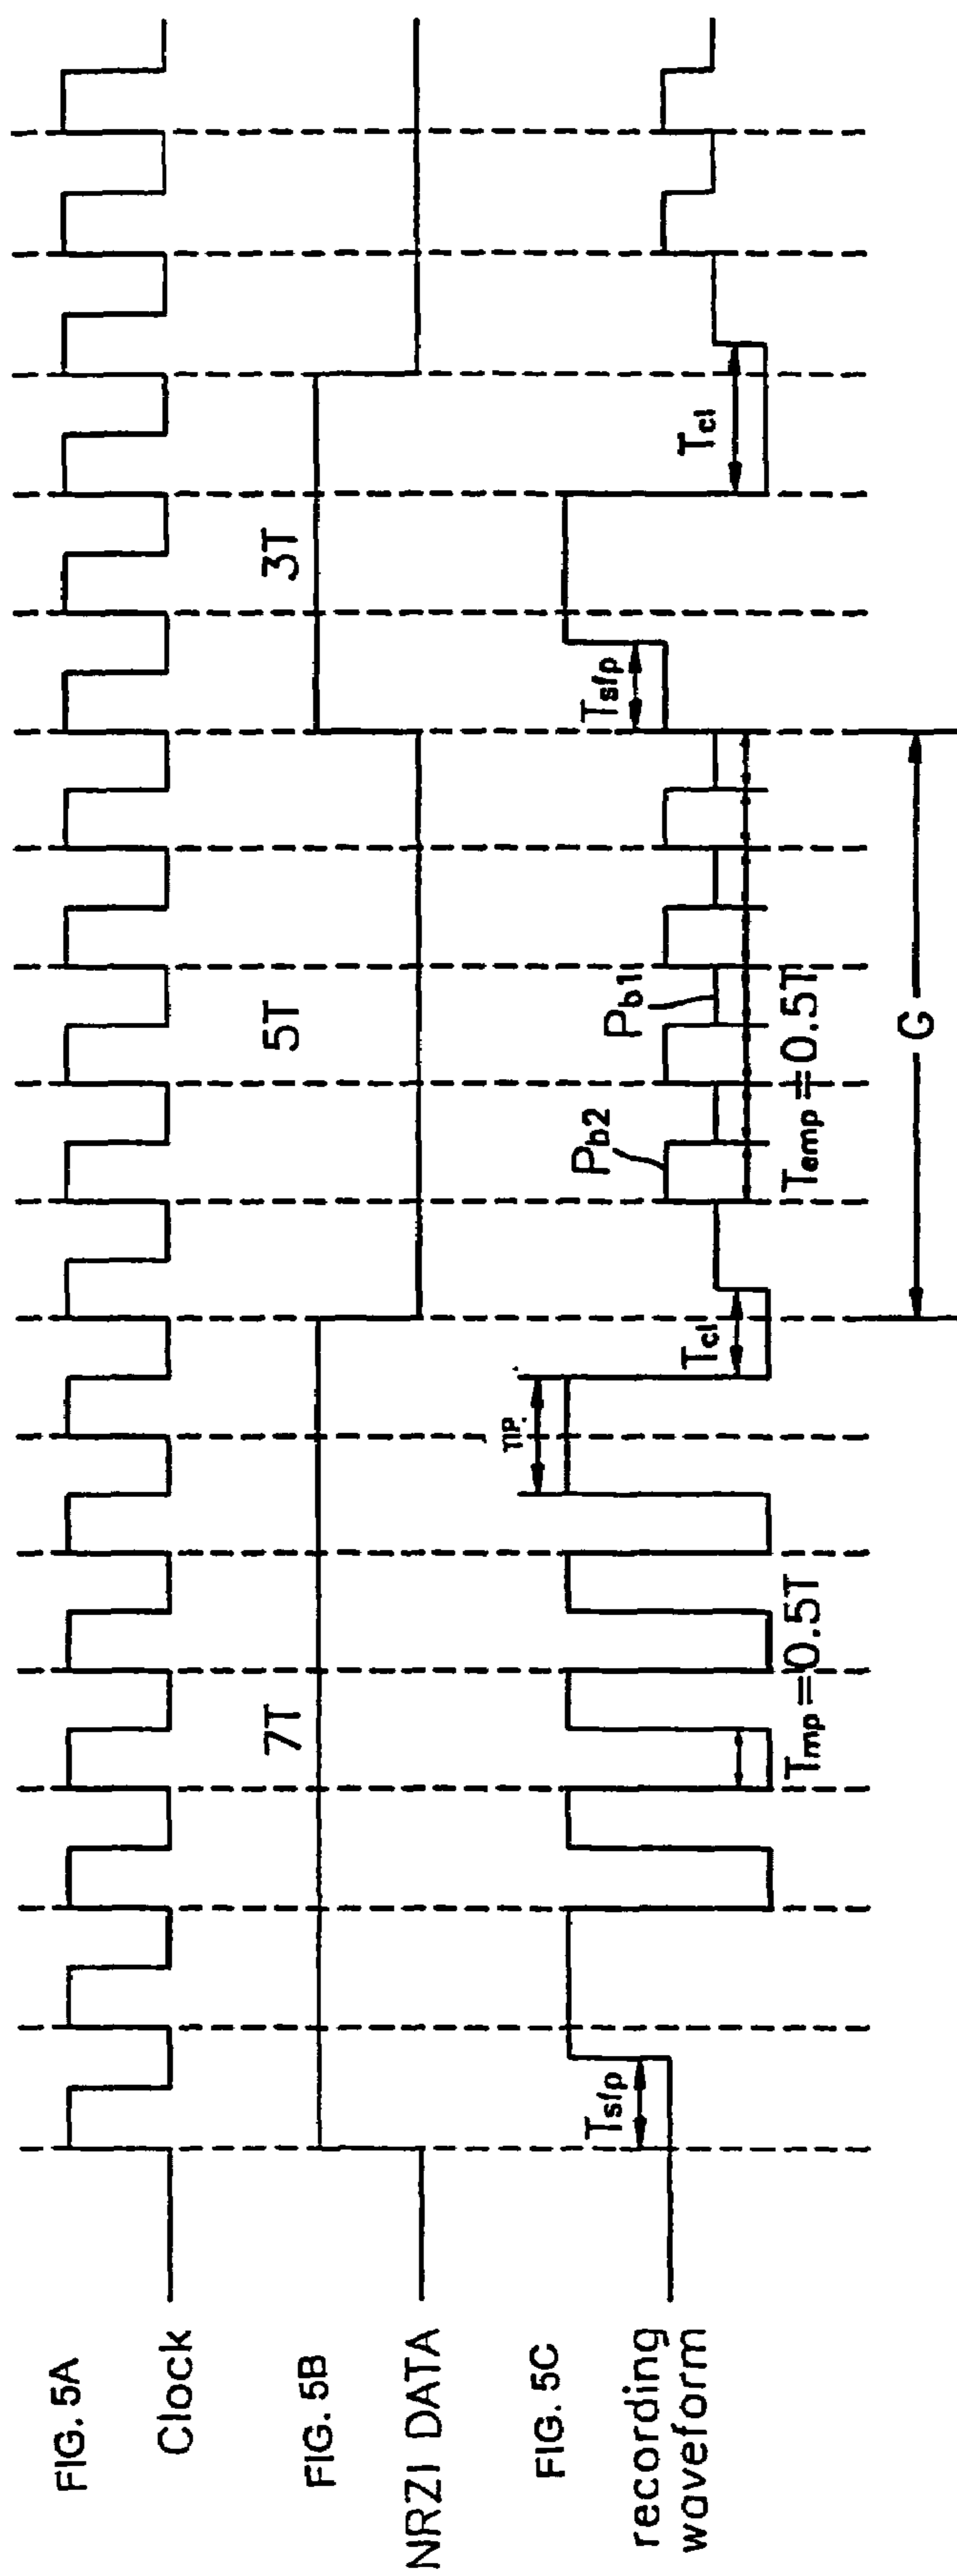 FIG. 5A
Clock
FIG. 5B
NRZI DATA
7T
5T
3T
FIG. 5C
recording
waveform
Tsfp
Tmp=0.5T
Tcl
Pb2
Pb1
Temp=0.5T
Tsfp
Tcl
G